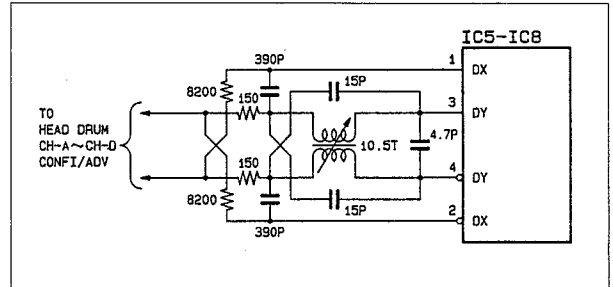 IC5-IC8
390P
1 DX
8200
150
15P
3 DY
TO
HEAD DRUM
CH-A~CH-D
CONFI/ADV
10.5T
4.7P
150
4 DY
8200
15P
2 DX
390P